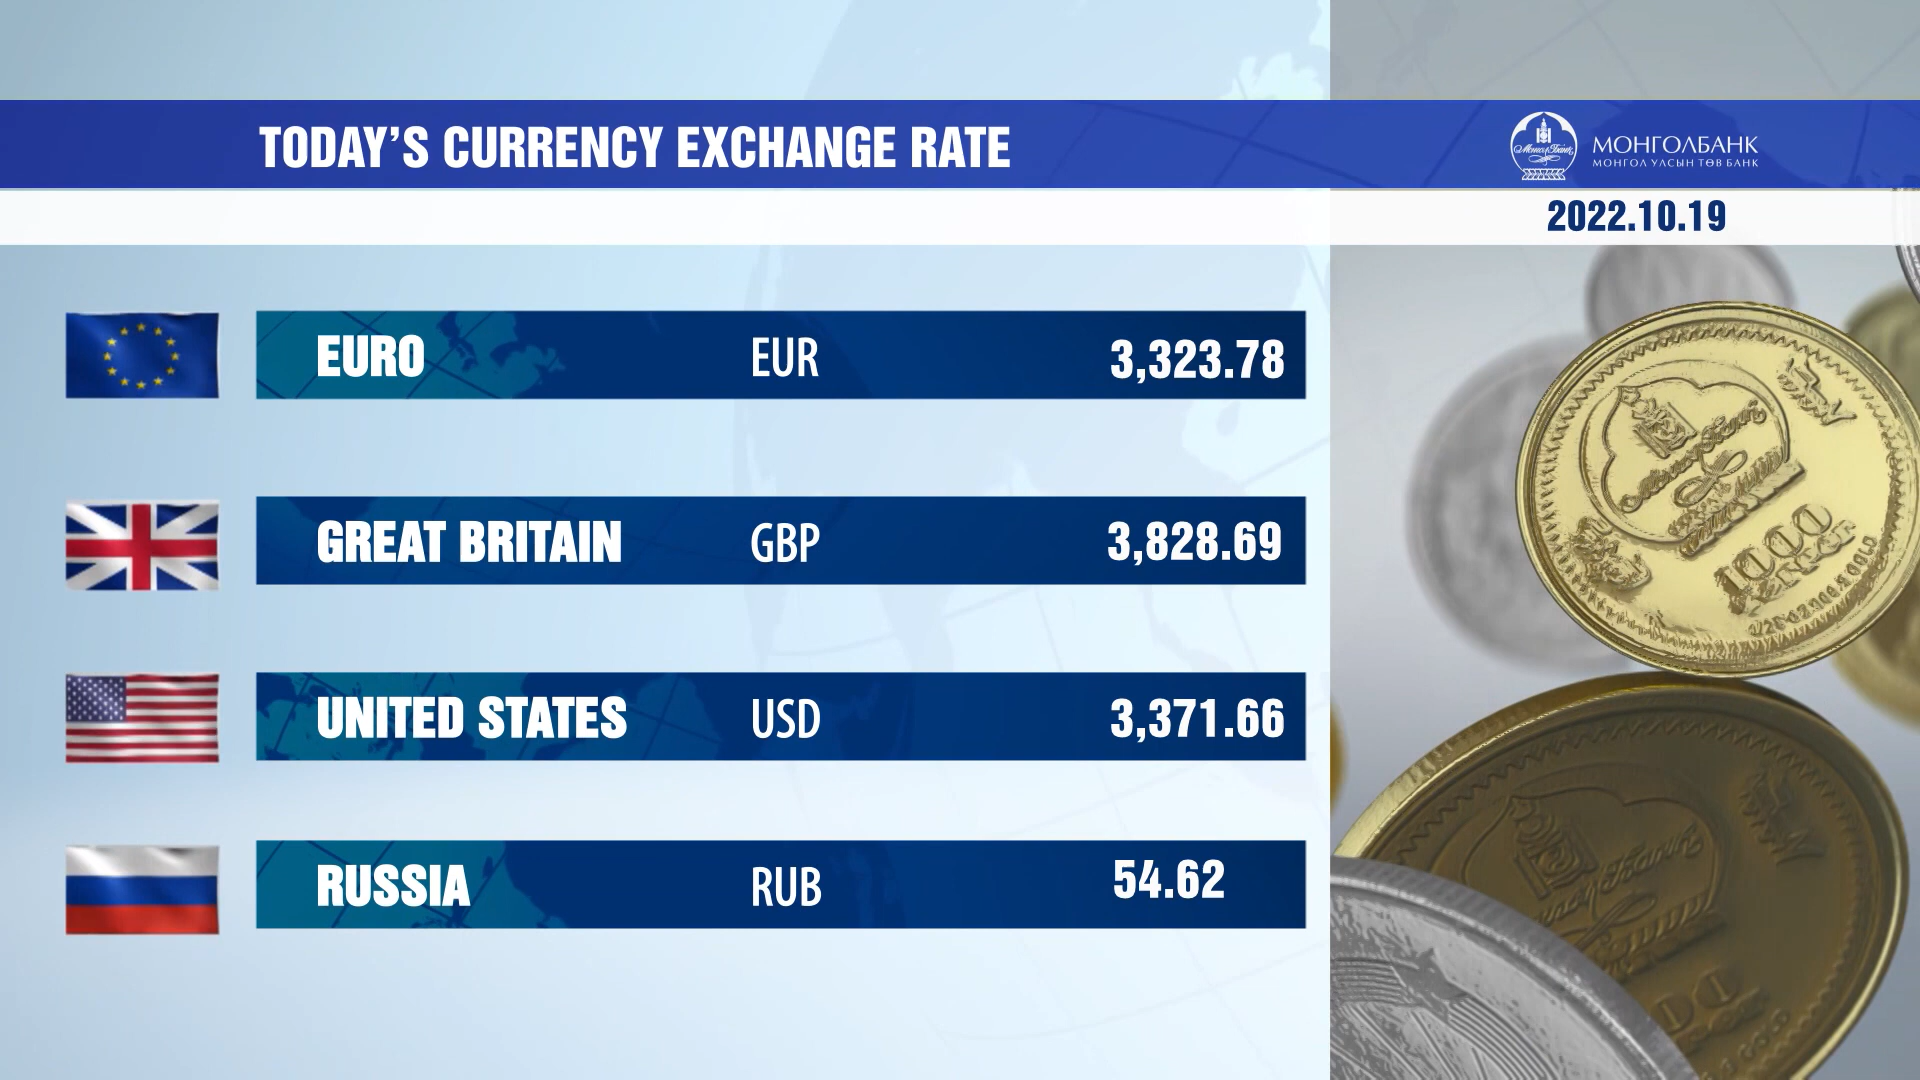 TODAY'S CURRENCY EXCHANGE RATE
МОНГОЛБАНК
МОНГОЛ УЛСЫН ТӨВ БАНК
2022.10.19
EURO EUR 3,323.78
GREAT BRITAIN GBP 3,828.69
UNITED STATES USD 3,371.66
RUSSIA RUB 54.62
1000